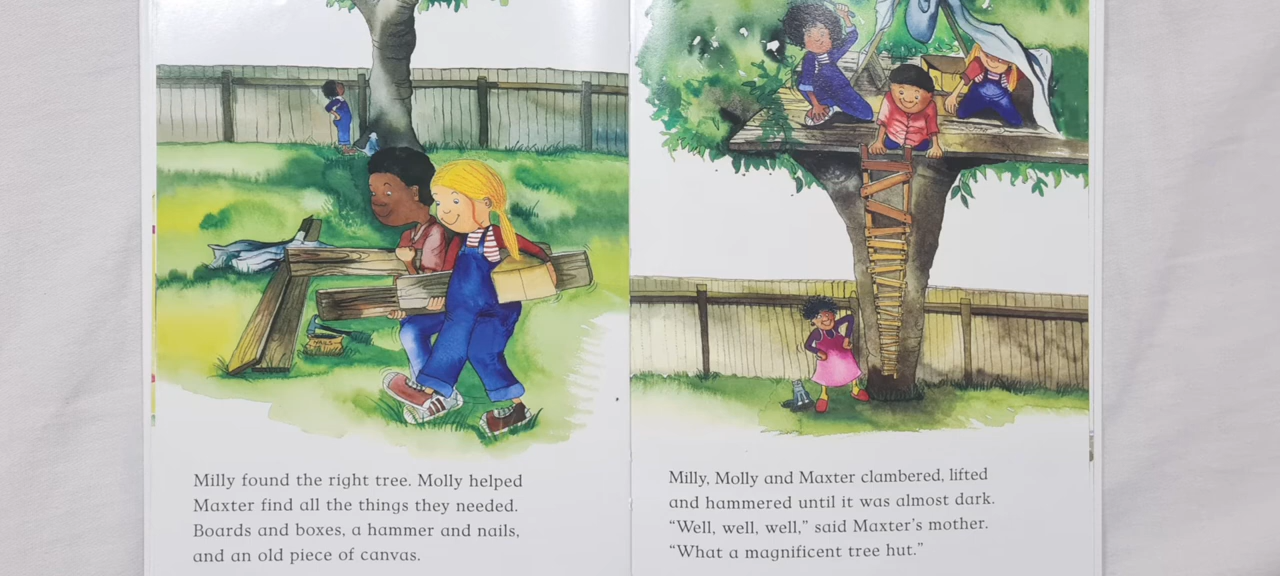 NAILS
Milly found the right tree. Molly helped
Maxter find all the things they needed.
Boards and boxes, a hammer and nails,
and an old piece of canvas.
Milly, Molly and Maxter clambered, lifted
and hammered until it was almost dark.
“Well, well, well,” said Maxter’s mother.
“What a magnificent tree hut.”